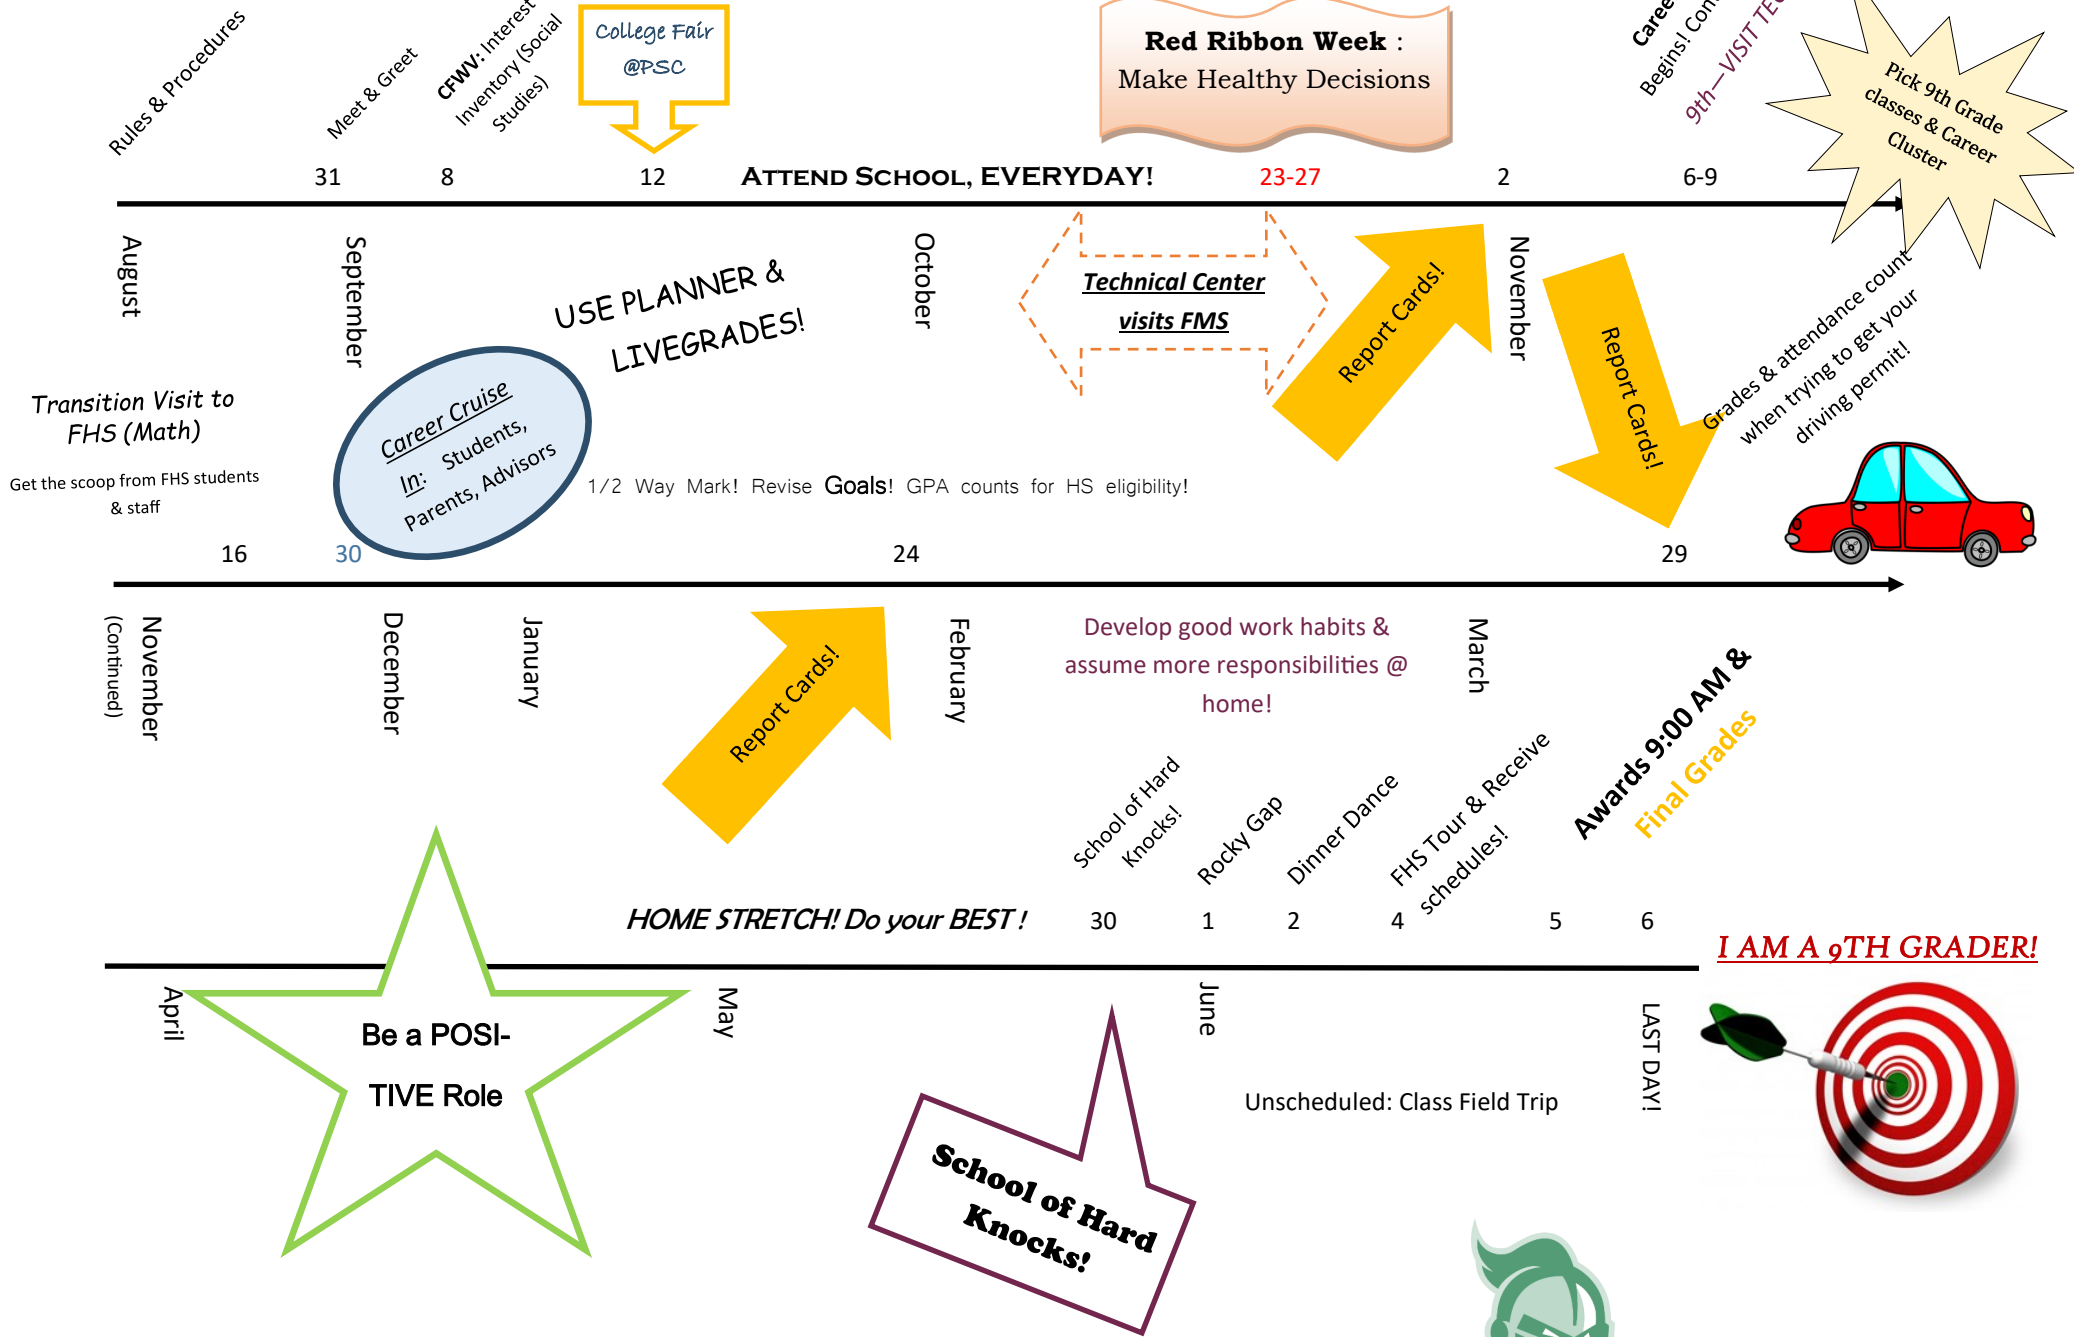 Rules & Procedures
Meet & Greet
CFWV: Interest
Inventory (Social
Studies)
College Fair
@PSC
Red Ribbon Week :
Make Healthy Decisions
Career
Begins!
9th—VISIT
Pick 9th Grade
classes & Career
Cluster
31
8
12
ATTEND SCHOOL, EVERYDAY!
23-27
2
6-9
August
September
October
November
USE PLANNER &
LIVEGRADES!
Technical Center
visits FMS
Report Cards!
Report Cards!
Grades & attendance count
when trying to get your
driving permit!
Transition Visit to
FHS (Math)
Get the scoop from FHS students
& staff
Career Cruise
In: Students,
Parents, Advisors
1/2 Way Mark! Revise Goals! GPA counts for HS eligibility!
16
30
24
29
November
(Continued)
December
January
February
March
Report Cards!
Develop good work habits &
assume more responsibilities @
home!
School of Hard
Knocks!
Rocky Gap
Dinner Dance
FHS Tour & Receive
schedules!
Awards 9:00 AM &
Final Grades
HOME STRETCH! Do your BEST !
30
1
2
4
5
6
I AM A 9TH GRADER!
April
May
June
LAST DAY!
Be a POSI-
TIVE Role
School of Hard
Knocks!
Unscheduled: Class Field Trip